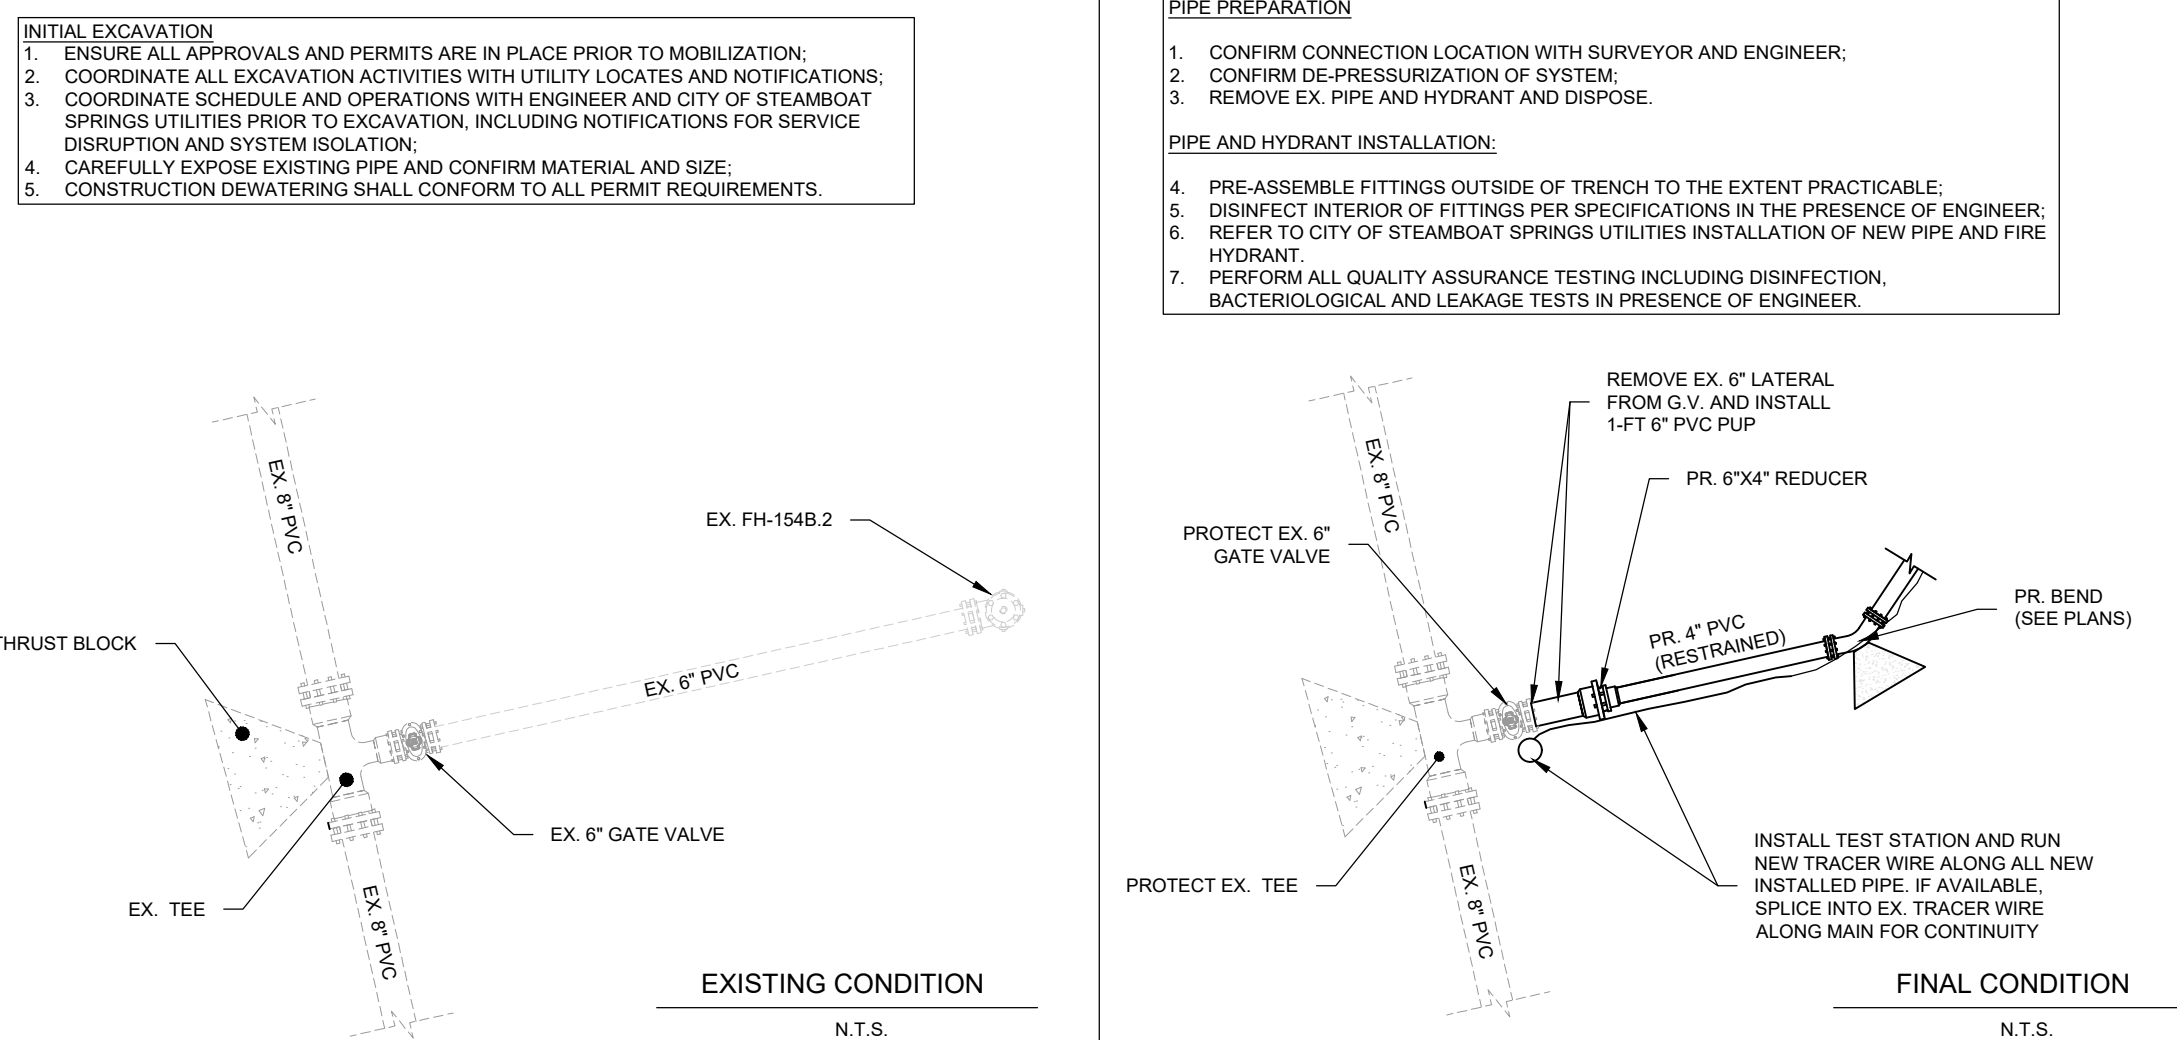 INITIAL EXCAVATION
1. ENSURE ALL APPROVALS AND PERMITS ARE IN PLACE PRIOR TO MOBILIZATION;
2. COORDINATE ALL EXCAVATION ACTIVITIES WITH UTILITY LOCATES AND NOTIFICATIONS;
3. COORDINATE SCHEDULE AND OPERATIONS WITH ENGINEER AND CITY OF STEAMBOAT
SPRINGS UTILITIES PRIOR TO EXCAVATION, INCLUDING NOTIFICATIONS FOR SERVICE
DISRUPTION AND SYSTEM ISOLATION;
4. CAREFULLY EXPOSE EXISTING PIPE AND CONFIRM MATERIAL AND SIZE;
5. CONSTRUCTION DEWATERING SHALL CONFORM TO ALL PERMIT REQUIREMENTS.
EX. 8" PVC
EX. FH-154B.2
THRUST BLOCK
EX. 6" PVC
EX. 6" GATE VALVE
EX. TEE
EX. 8" PVC
EXISTING CONDITION
N.T.S.
PIPE PREPARATION
1. CONFIRM CONNECTION LOCATION WITH SURVEYOR AND ENGINEER;
2. CONFIRM DE-PRESSURIZATION OF SYSTEM;
3. REMOVE EX. PIPE AND HYDRANT AND DISPOSE.
PIPE AND HYDRANT INSTALLATION:
4. PRE-ASSEMBLE FITTINGS OUTSIDE OF TRENCH TO THE EXTENT PRACTICABLE;
5. DISINFECT INTERIOR OF FITTINGS PER SPECIFICATIONS IN THE PRESENCE OF ENGINEER;
6. REFER TO CITY OF STEAMBOAT SPRINGS UTILITIES INSTALLATION OF NEW PIPE AND FIRE
HYDRANT.
7. PERFORM ALL QUALITY ASSURANCE TESTING INCLUDING DISINFECTION,
BACTERIOLOGICAL AND LEAKAGE TESTS IN PRESENCE OF ENGINEER.
REMOVE EX. 6" LATERAL
FROM G.V. AND INSTALL
1-FT 6" PVC PUP
EX. 8" PVC
PR. 6"X4" REDUCER
PROTECT EX. 6"
GATE VALVE
PR. BEND
(SEE PLANS)
PR. 4" PVC
(RESTRAINED)
INSTALL TEST STATION AND RUN
NEW TRACER WIRE ALONG ALL NEW
INSTALLED PIPE. IF AVAILABLE,
SPLICE INTO EX. TRACER WIRE
ALONG MAIN FOR CONTINUITY
PROTECT EX. TEE
EX. 8" PVC
FINAL CONDITION
N.T.S.